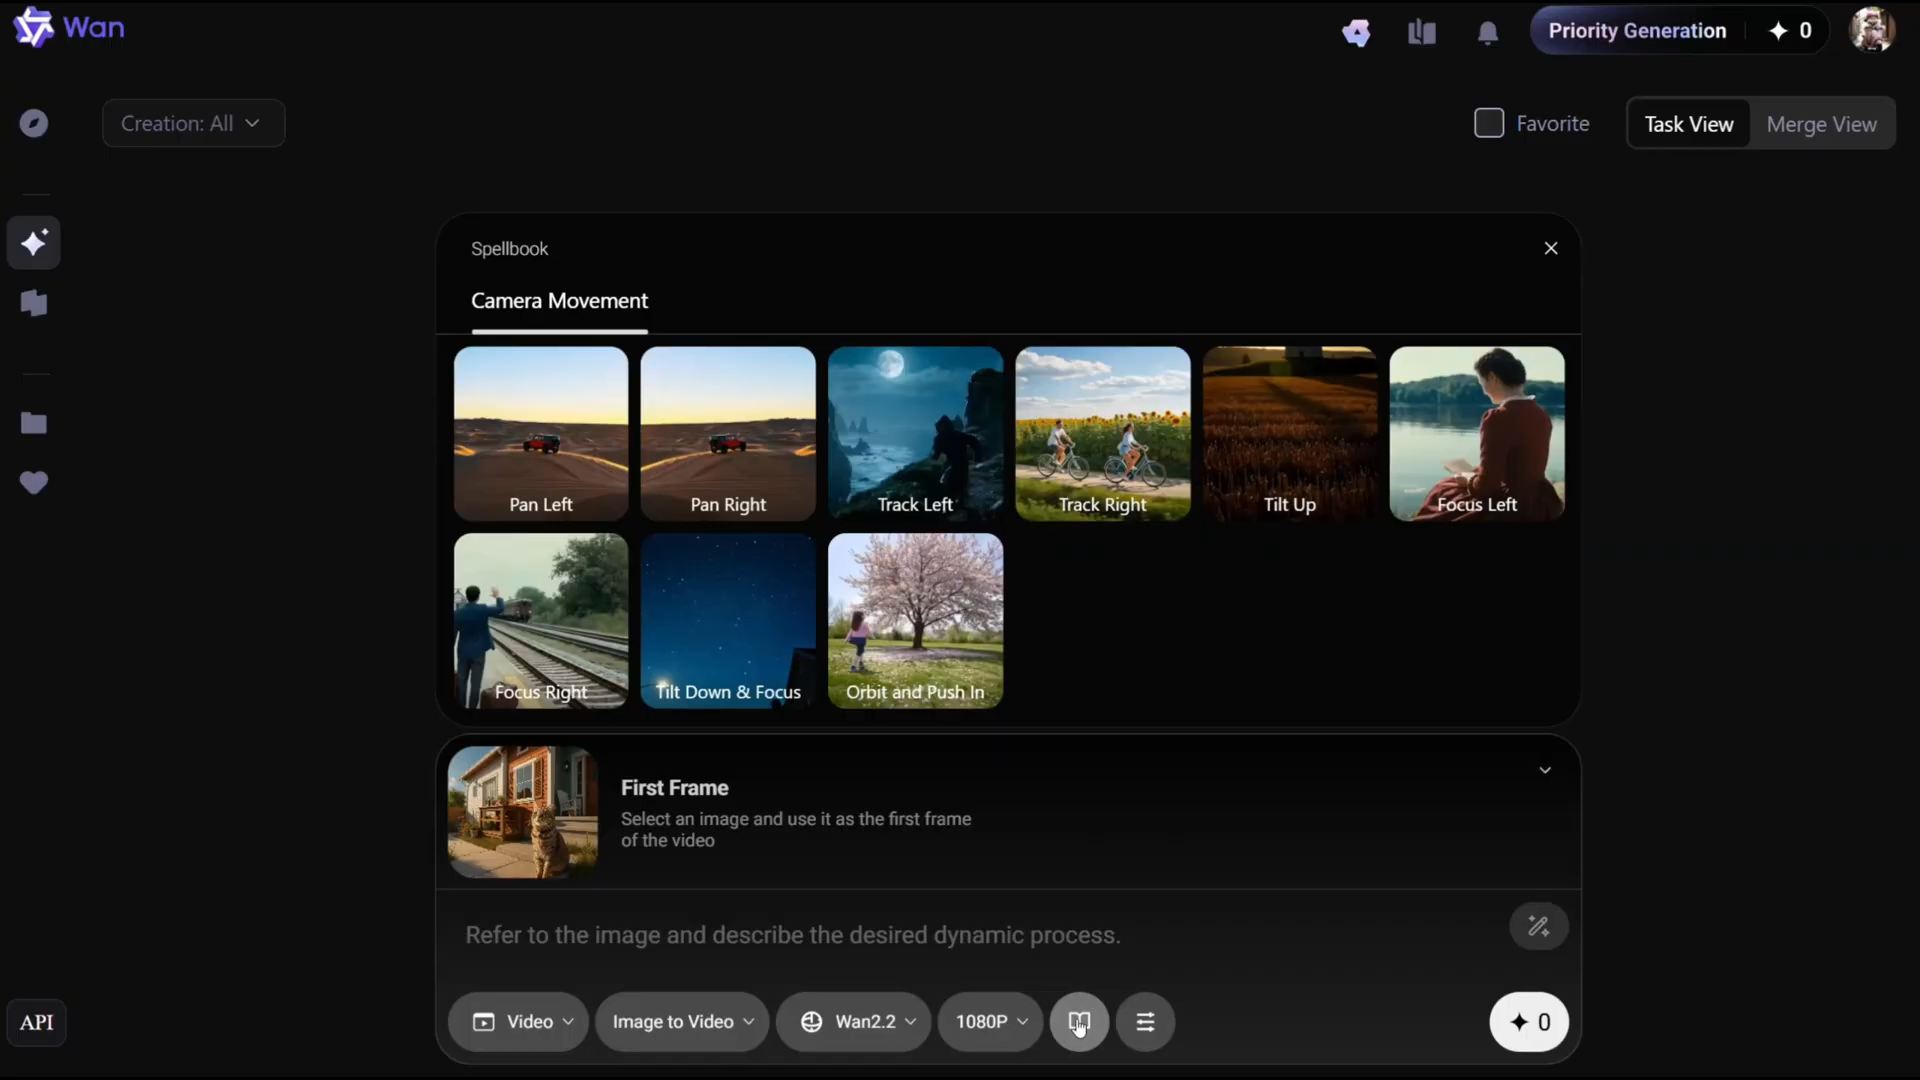 Wan
Priority Generation
0
Creation: All
Favorite
Task View
Merge View
Spellbook
Camera Movement
Pan Left
Pan Right
Track Left
Track Right
Tilt Up
Focus Left
Focus Right
Tilt Down & Focus
Orbit and Push In
First Frame
Select an image and use it as the first frame
of the video
Refer to the image and describe the desired dynamic process.
API
Video
Image to Video
Wan2.2
1080P
0